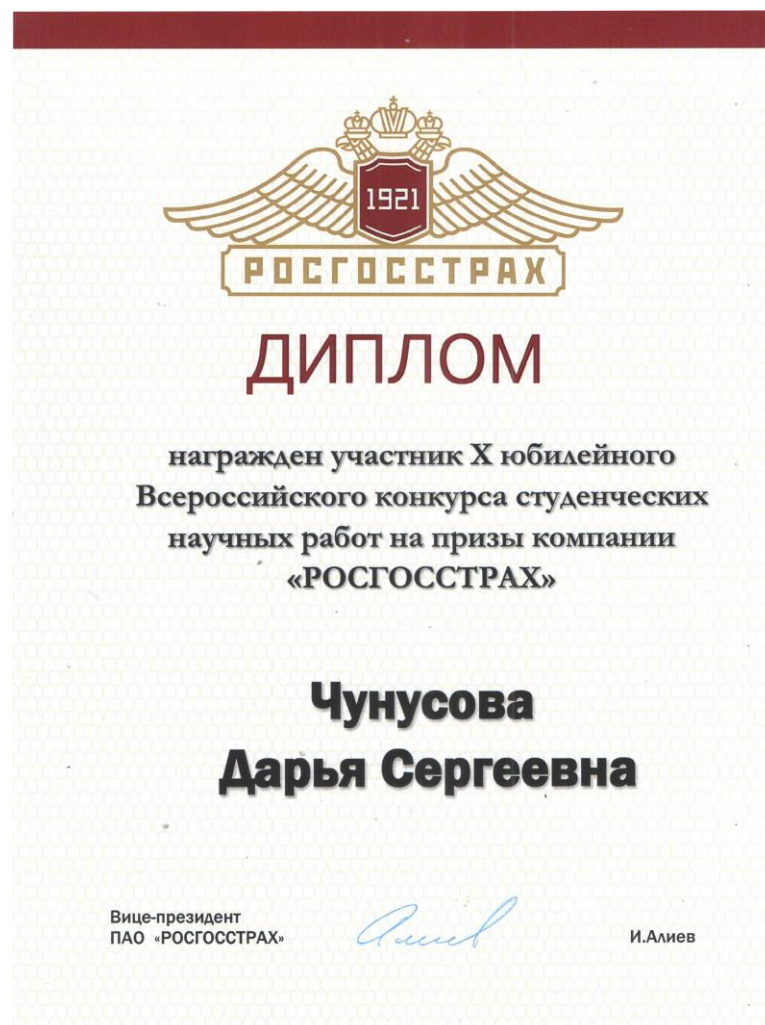 1921
РОСГОССТРАХ
ДИПЛОМ
награжден участник X юбилейного
Всероссийского конкурса студенческих
научных работ на призы компании
«РОСГОССТРАХ»
Чунусова
Дарья Сергеевна
Вице-президент
ПАО «РОСГОССТРАХ»
И.Алиев